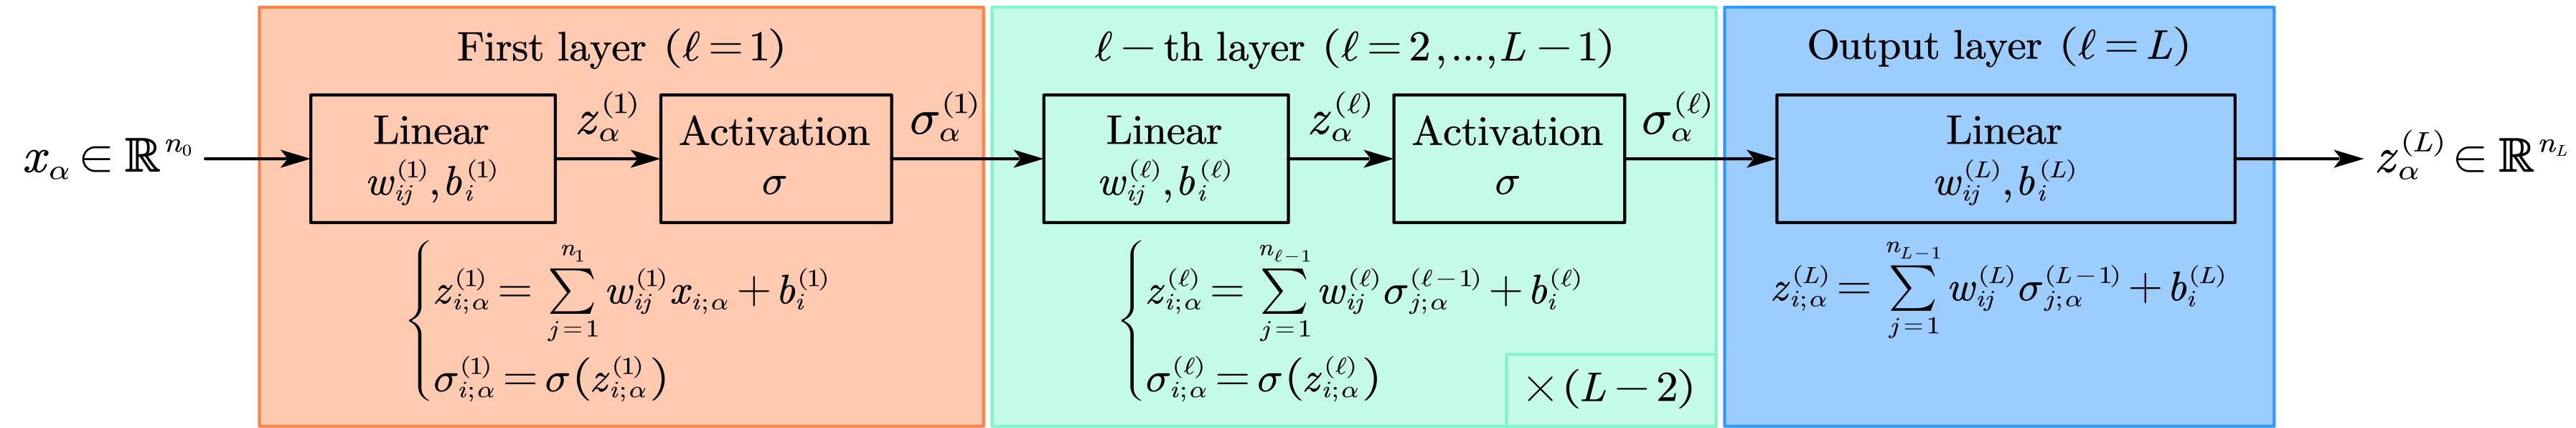 x_α ∈ ℝ^{n_0}
First layer (ℓ = 1)
Linear
w_{ij}^{(1)}, b_i^{(1)}
z_α^{(1)}
Activation
σ
σ_α^{(1)}
z_{i;α}^{(1)} = ∑_{j=1}^{n_1} w_{ij}^{(1)} x_{i;α} + b_i^{(1)}
σ_{i;α}^{(1)} = σ(z_{i;α}^{(1)})
ℓ − th layer (ℓ = 2, ..., L − 1)
Linear
w_{ij}^{(ℓ)}, b_i^{(ℓ)}
z_α^{(ℓ)}
Activation
σ
σ_α^{(ℓ)}
z_{i;α}^{(ℓ)} = ∑_{j=1}^{n_{ℓ−1}} w_{ij}^{(ℓ)} σ_{j;α}^{(ℓ−1)} + b_i^{(ℓ)}
σ_{i;α}^{(ℓ)} = σ(z_{i;α}^{(ℓ)})
× (L − 2)
Output layer (ℓ = L)
Linear
w_{ij}^{(L)}, b_i^{(L)}
z_{i;α}^{(L)} = ∑_{j=1}^{n_{L−1}} w_{ij}^{(L)} σ_{j;α}^{(L−1)} + b_i^{(L)}
z_α^{(L)} ∈ ℝ^{n_L}